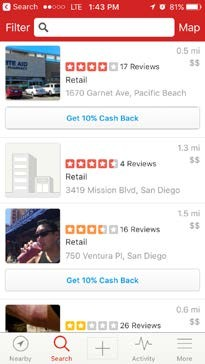 Search LTE 1:43 PM 81%
Filter Map
0.5 mi
17 Reviews $$
Retail
1670 Garnet Ave, Pacific Beach
Get 10% Cash Back
1.3 mi
4 Reviews
Retail
3419 Mission Blvd, San Diego
1.5 mi
16 Reviews $$
Retail
750 Ventura Pl, San Diego
Get 10% Cash Back
0.6 mi
26 Reviews $$
Nearby Search Activity More